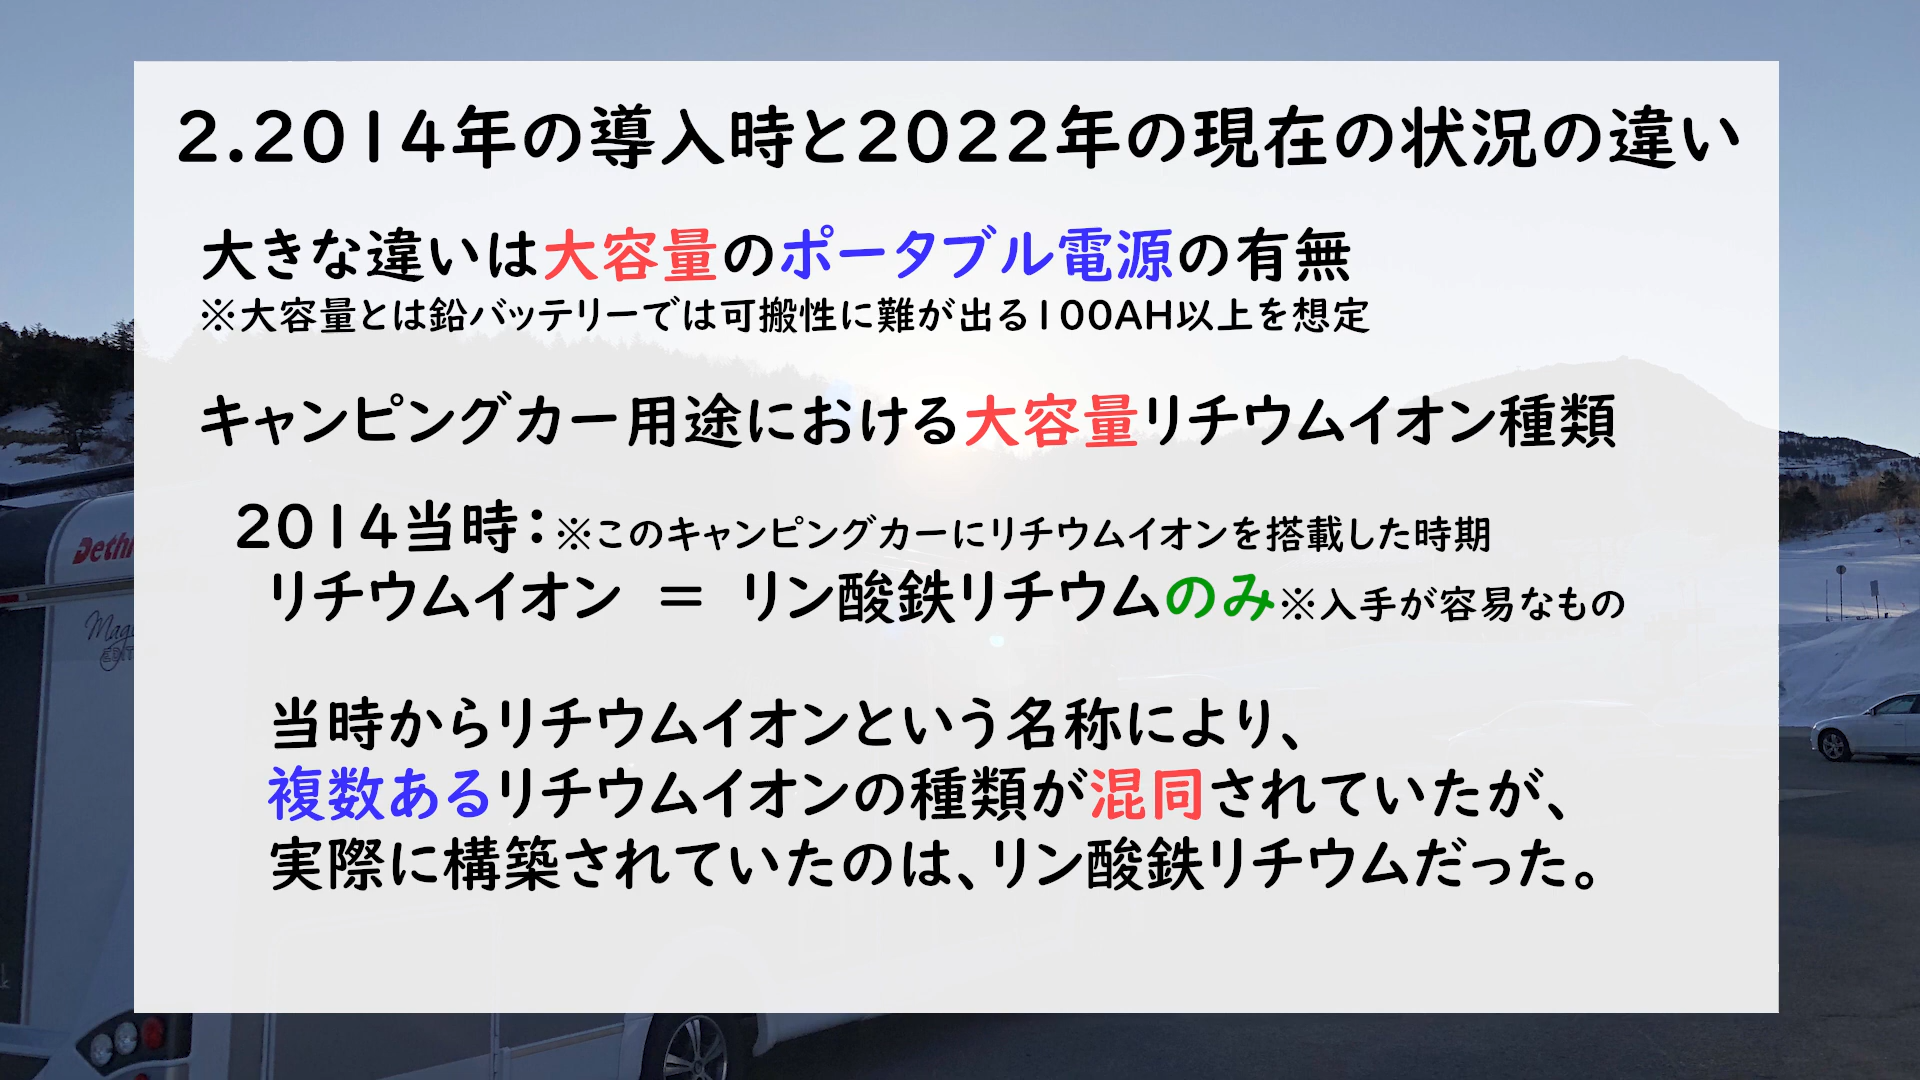 2.2014年の導入時と2022年の現在の状況の違い
大きな違いは大容量のポータブル電源の有無
※大容量とは鉛バッテリーでは可搬性に難が出る100AH以上を想定
キャンピングカー用途における大容量リチウムイオン種類
2014当時：※このキャンピングカーにリチウムイオンを搭載した時期
リチウムイオン ＝ リン酸鉄リチウムのみ※入手が容易なもの
当時からリチウムイオンという名称により、
複数あるリチウムイオンの種類が混同されていたが、
実際に構築されていたのは、リン酸鉄リチウムだった。